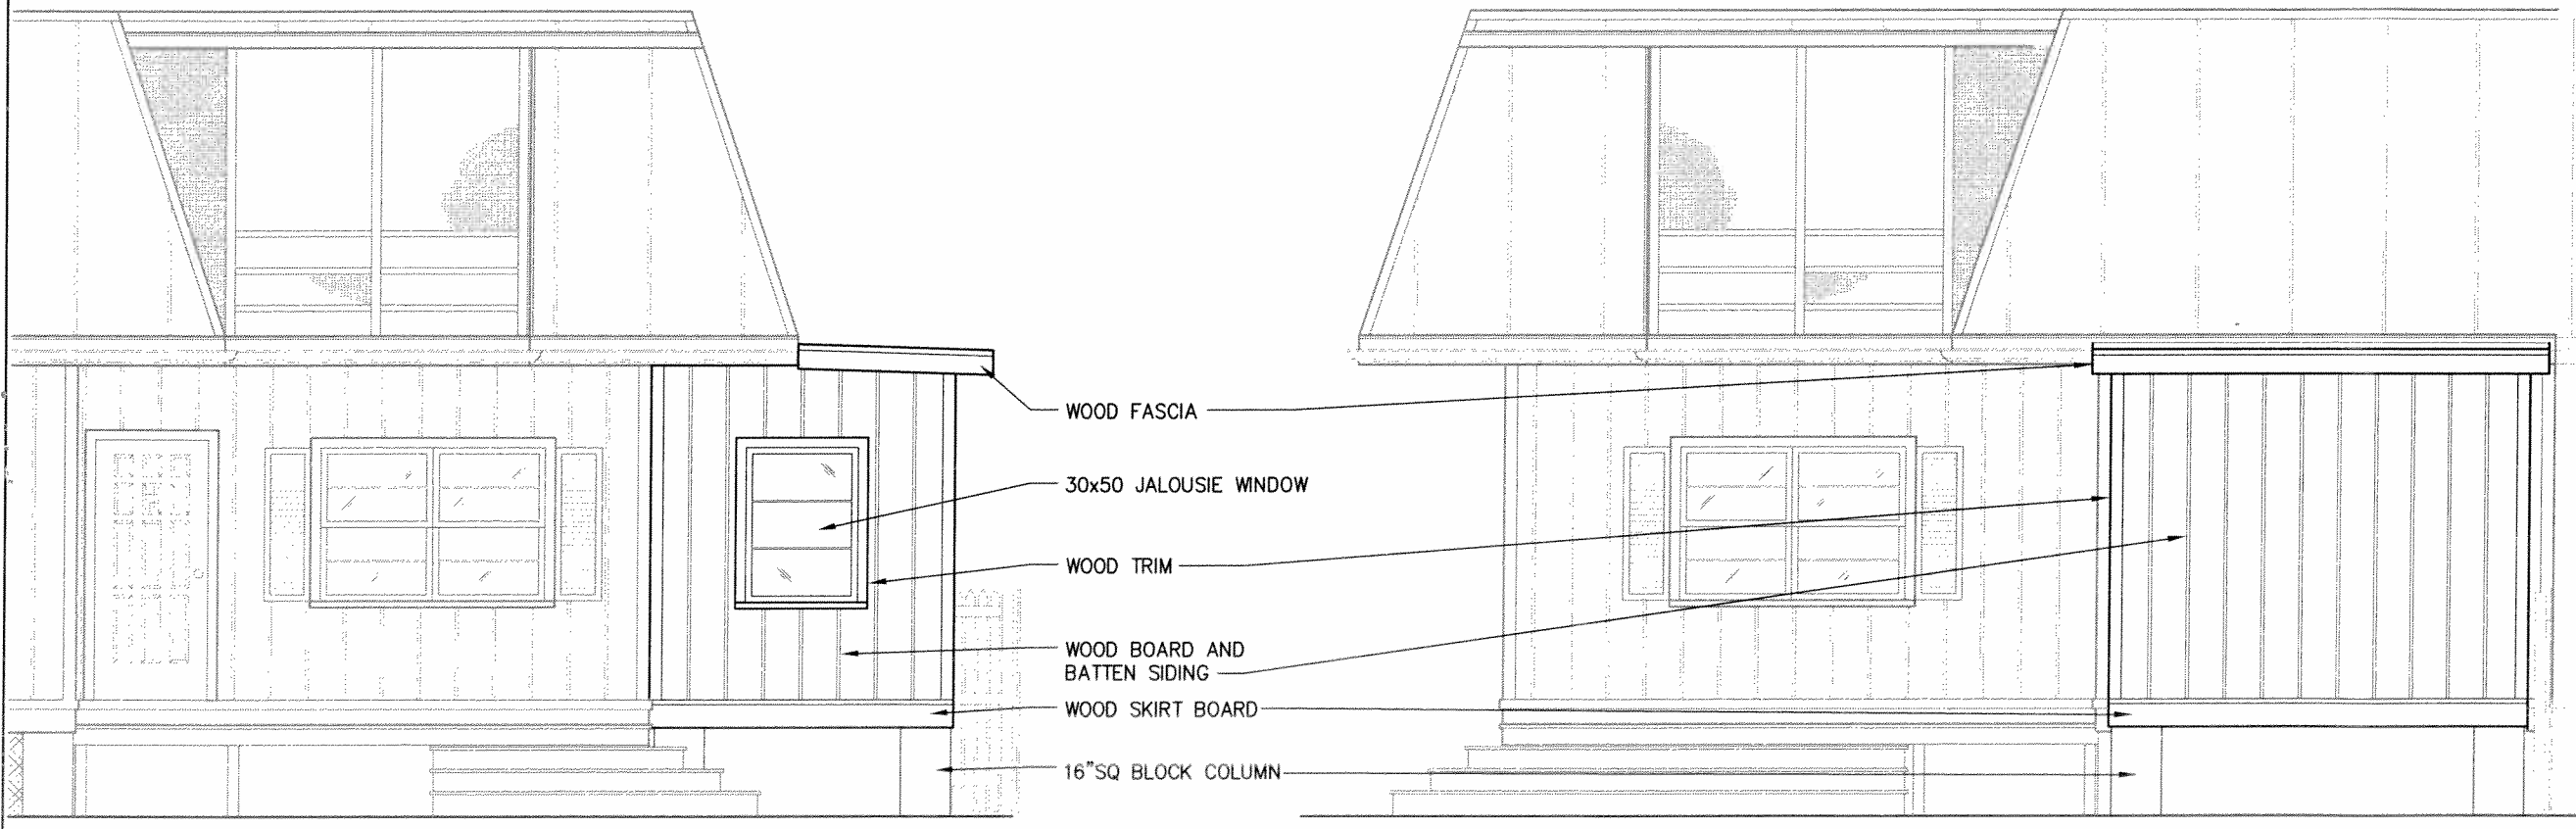 WOOD FASCIA
30x50 JALOUSIE WINDOW
WOOD TRIM
WOOD BOARD AND
BATTEN SIDING
WOOD SKIRT BOARD
16"SQ BLOCK COLUMN